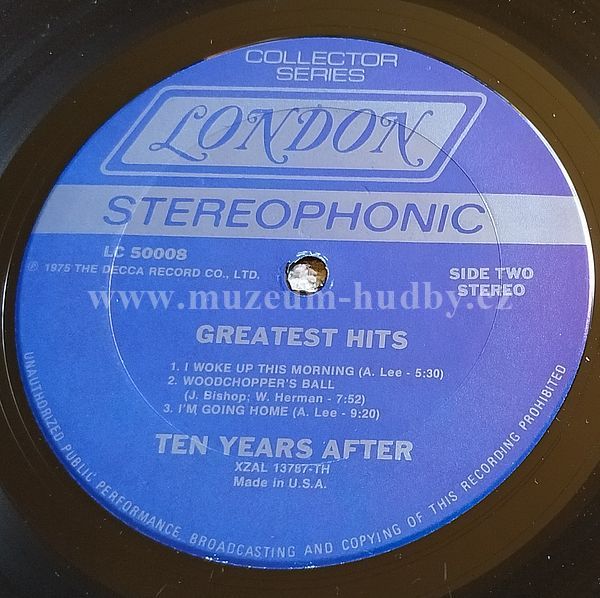 COLLECTOR
SERIES
LONDON
STEREOPHONIC
LC 50008
℗ 1975 THE DECCA RECORD CO., LTD.
SIDE TWO
STEREO
www.muzeum-hudby.cz
GREATEST HITS
1. I WOKE UP THIS MORNING (A. Lee - 5:30)
2. WOODCHOPPER'S BALL
(J. Bishop; W. Herman - 7:52)
3. I'M GOING HOME (A. Lee - 9:20)
TEN YEARS AFTER
XZAL 13787-TH
Made in U.S.A.
UNAUTHORIZED PUBLIC PERFORMANCE, BROADCASTING AND COPYING OF THIS RECORDING PROHIBITED